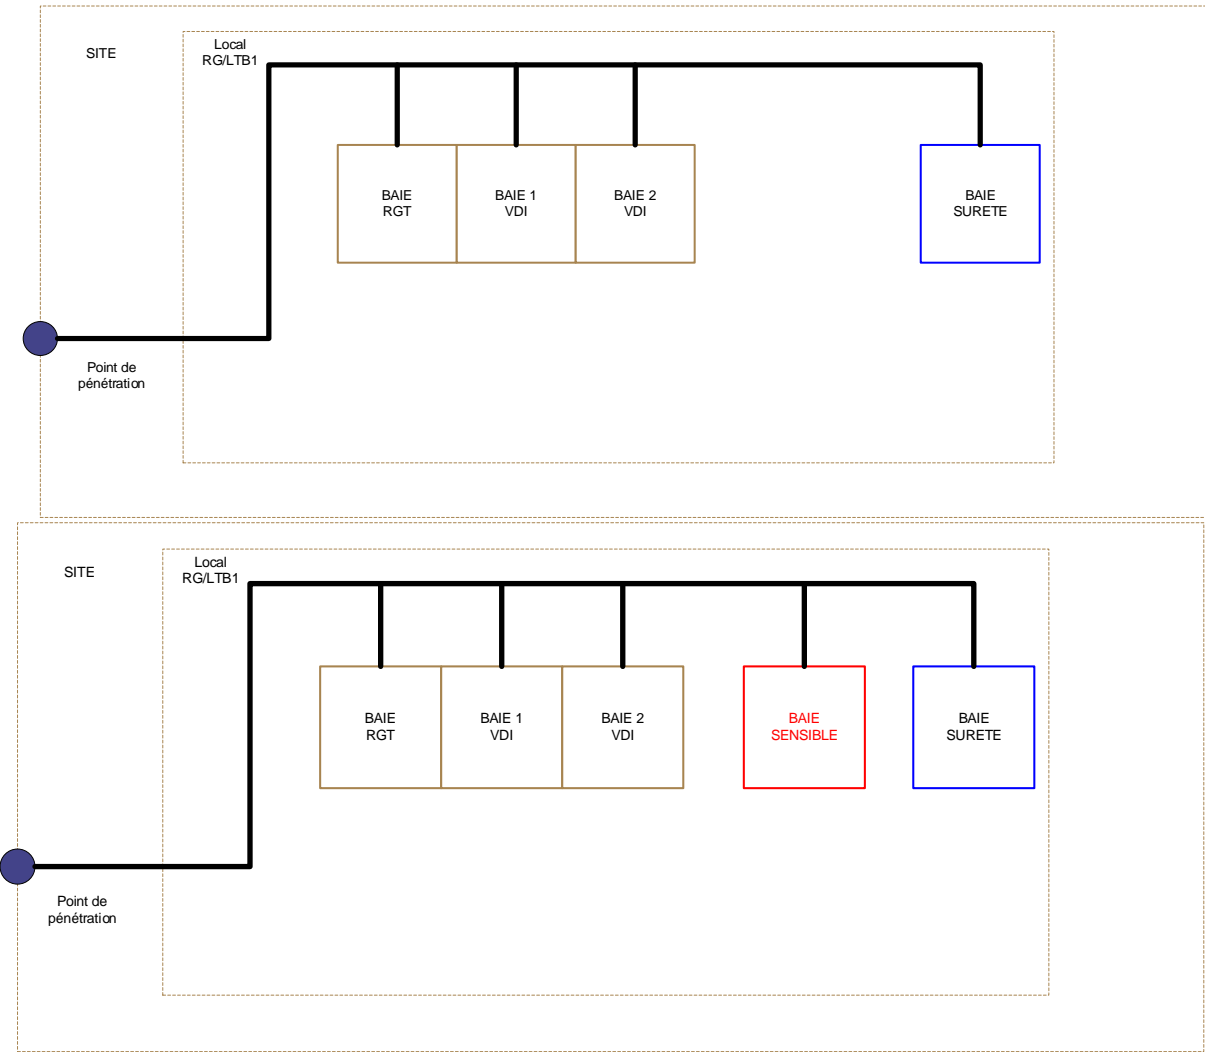 SITE
Local
RG/LTB1
BAIE
RGT
BAIE 1
VDI
BAIE 2
VDI
BAIE
SURETE
Point de
pénétration
SITE
Local
RG/LTB1
BAIE
RGT
BAIE 1
VDI
BAIE 2
VDI
BAIE
SENSIBLE
BAIE
SURETE
Point de
pénétration